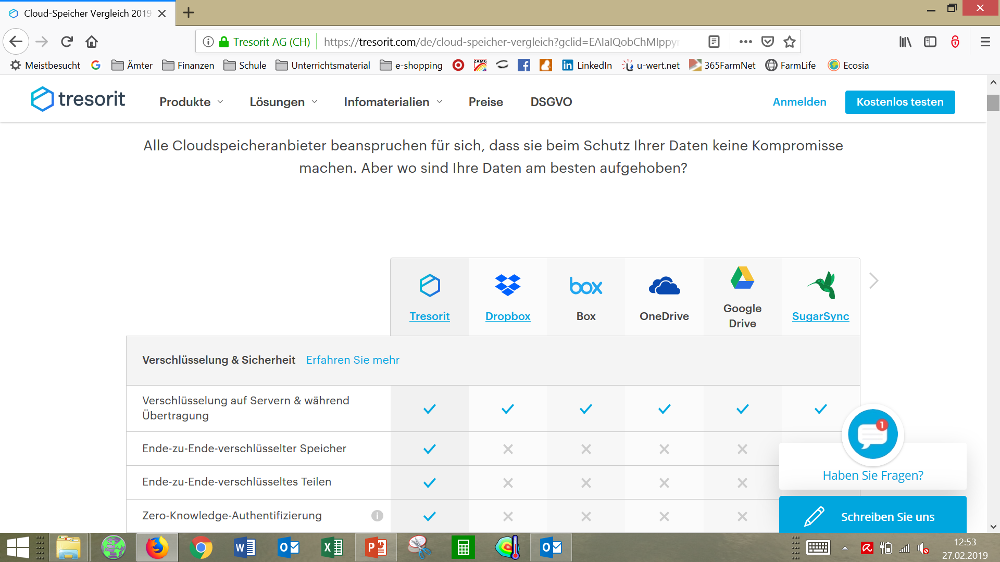 Cloud-Speicher Vergleich 2019
Tresorit AG (CH)
https://tresorit.com/de/cloud-speicher-vergleich?gclid=EAIaIQobChMIppyr
Meistbesucht
Ämter
Finanzen
Schule
Unterrichtsmaterial
e-shopping
ZAMG
LinkedIn
u-wert.net
365FarmNet
FarmLife
Ecosia
tresorit
Produkte
Lösungen
Infomaterialien
Preise
DSGVO
Anmelden
Kostenlos testen
Alle Cloudspeicheranbieter beanspruchen für sich, dass sie beim Schutz Ihrer Daten keine Kompromisse
machen. Aber wo sind Ihre Daten am besten aufgehoben?
box
Tresorit
Dropbox
Box
OneDrive
Google
Drive
SugarSync
Verschlüsselung & Sicherheit Erfahren Sie mehr
Verschlüsselung auf Servern & während
Übertragung
Ende-zu-Ende-verschlüsselter Speicher
Ende-zu-Ende-verschlüsseltes Teilen
Zero-Knowledge-Authentifizierung
1
Haben Sie Fragen?
Schreiben Sie uns
12:53
27.02.2019